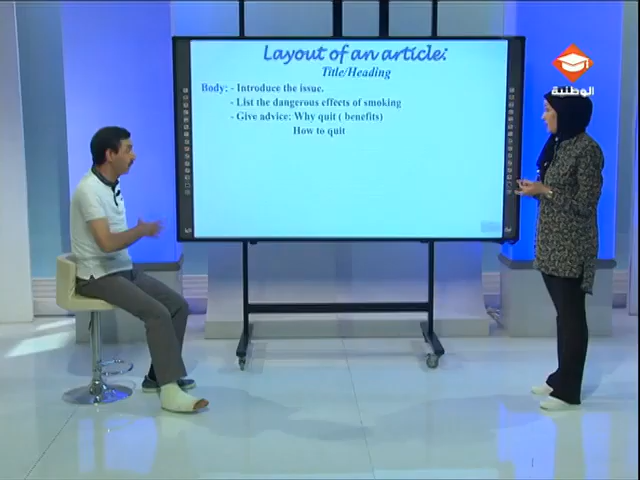 Layout of an article:
Title/Heading
Body: - Introduce the issue.
- List the dangerous effects of smoking
- Give advice: Why quit ( benefits)
How to quit
الوطنية